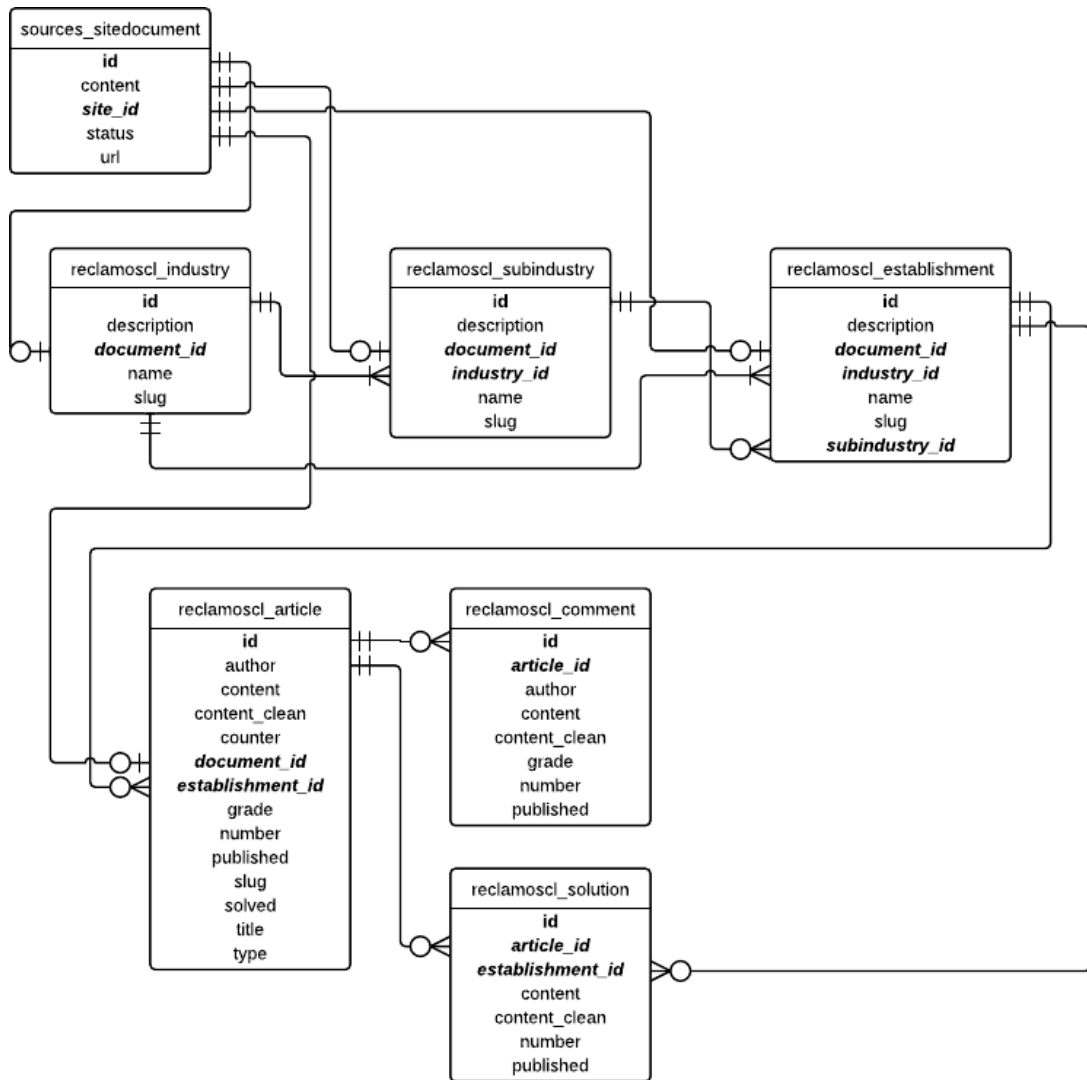 sources_sitedocument
id
content
site_id
status
url
reclamoscl_industry
id
description
document_id
name
slug
reclamoscl_subindustry
id
description
document_id
industry_id
name
slug
reclamoscl_establishment
id
description
document_id
industry_id
name
slug
subindustry_id
reclamoscl_article
id
author
content
content_clean
counter
document_id
establishment_id
grade
number
published
slug
solved
title
type
reclamoscl_comment
id
article_id
author
content
content_clean
grade
number
published
reclamoscl_solution
id
article_id
establishment_id
content
content_clean
number
published